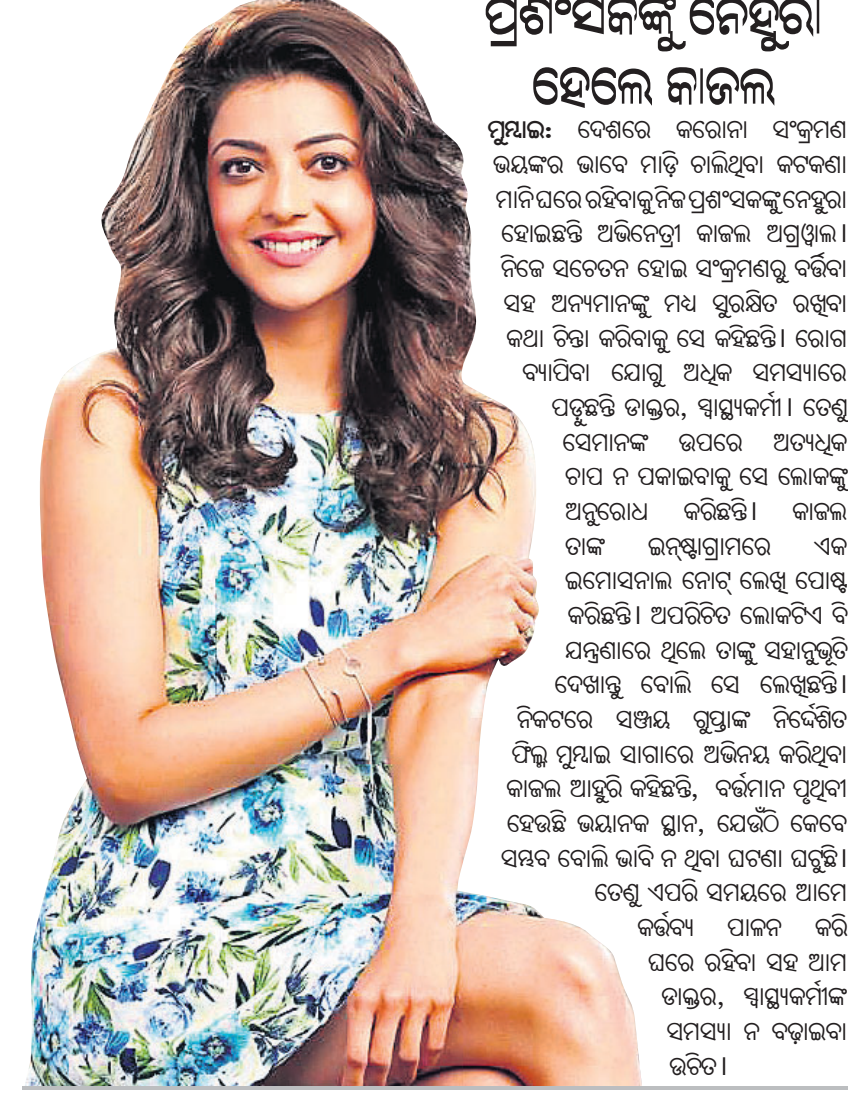 ପ୍ରଶଂସକଙ୍କୁ ନେହୁରା
ହେଲେ କାଜଲ
ମୁମ୍ବାଇ: ଦେଶରେ କରୋନା ସଂକ୍ରମଣ
ଭୟଙ୍କର ଭାବେ ମାଡ଼ି ଚାଲିଥିବା କଟକଣା
ମାନି ଘରେ ରହିବାକୁ ନିଜ ପ୍ରଶଂସକଙ୍କୁ ନେହୁରା
ହୋଇଛନ୍ତି ଅଭିନେତ୍ରୀ କାଜଲ ଅଗ୍ରୱାଲ।
ନିଜେ ସଚେତନ ହୋଇ ସଂକ୍ରମଣରୁ ବର୍ତ୍ତିବା
ସହ ଅନ୍ୟମାନଙ୍କୁ ମଧ୍ୟ ସୁରକ୍ଷିତ ରଖିବା
କଥା ଚିନ୍ତା କରିବାକୁ ସେ କହିଛନ୍ତି। ରୋଗ
ବ୍ୟାପିବା ଯୋଗୁ ଅଧିକ ସମସ୍ୟାରେ
ପଡୁଛନ୍ତି ଡାକ୍ତର, ସ୍ୱାସ୍ଥ୍ୟକର୍ମୀ। ତେଣୁ
ସେମାନଙ୍କ ଉପରେ ଅତ୍ୟଧିକ
ଚାପ ନ ପକାଇବାକୁ ସେ ଲୋକଙ୍କୁ
ଅନୁରୋଧ କରିଛନ୍ତି। କାଜଲ
ତାଙ୍କ ଇନ୍‌ଷ୍ଟାଗ୍ରାମରେ ଏକ
ଇମୋସନାଲ ନୋଟ୍ ଲେଖି ପୋଷ୍ଟ
କରିଛନ୍ତି। ଅପରିଚିତ ଲୋକଟିଏ ବି
ଯନ୍ତ୍ରଣାରେ ଥିଲେ ତାଙ୍କୁ ସହାନୁଭୂତି
ଦେଖାନ୍ତୁ ବୋଲି ସେ ଲେଖିଛନ୍ତି।
ନିକଟରେ ସଞ୍ଜୟ ଗୁପ୍ତାଙ୍କ ନିର୍ଦ୍ଦେଶିତ
ଫିଲ୍ମ ମୁମ୍ବାଇ ସାଗାରେ ଅଭିନୟ କରିଥିବା
କାଜଲ ଆହୁରି କହିଛନ୍ତି, ବର୍ତ୍ତମାନ ପୃଥିବୀ
ହେଉଛି ଭୟାନକ ସ୍ଥାନ, ଯେଉଁଠି କେବେ
ସମ୍ଭବ ବୋଲି ଭାବି ନ ଥିବା ଘଟଣା ଘଟୁଛି।
ତେଣୁ ଏପରି ସମୟରେ ଆମେ
କର୍ତ୍ତବ୍ୟ ପାଳନ କରି
ଘରେ ରହିବା ସହ ଆମ
ଡାକ୍ତର, ସ୍ୱାସ୍ଥ୍ୟକର୍ମୀଙ୍କ
ସମସ୍ୟା ନ ବଢ଼ାଇବା
ଉଚିତ।